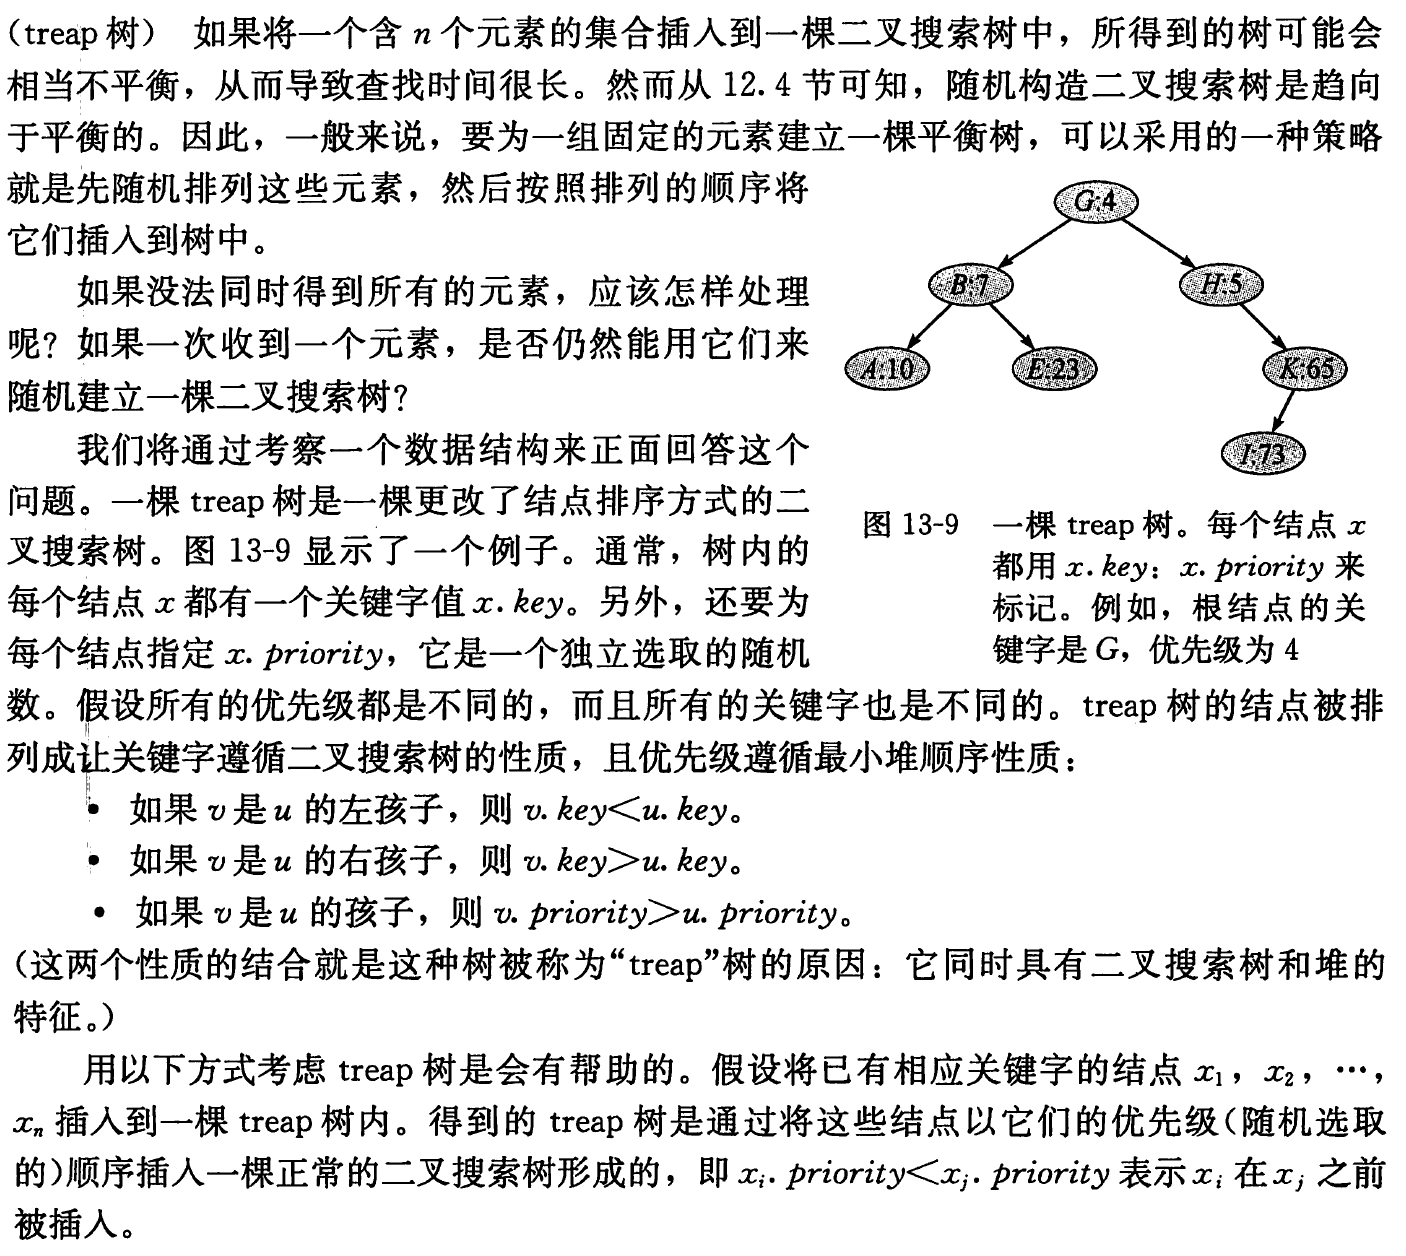 (treap 树) 如果将一个含 n 个元素的集合插入到一棵二叉搜索树中，所得到的树可能会
相当不平衡，从而导致查找时间很长。然而从 12.4 节可知，随机构造二叉搜索树是趋向
于平衡的。因此，一般来说，要为一组固定的元素建立一棵平衡树，可以采用的一种策略
就是先随机排列这些元素，然后按照排列的顺序将
它们插入到树中。
如果没法同时得到所有的元素，应该怎样处理
呢？如果一次收到一个元素，是否仍然能用它们来
随机建立一棵二叉搜索树？
我们将通过考察一个数据结构来正面回答这个
问题。一棵 treap 树是一棵更改了结点排序方式的二
叉搜索树。图 13-9 显示了一个例子。通常，树内的
每个结点 x 都有一个关键字值 x.key。另外，还要为
每个结点指定 x.priority，它是一个独立选取的随机
G:4
B:7
H:5
A:10
E:23
K:65
I:73
图 13-9 一棵 treap 树。每个结点 x
都用 x.key：x.priority 来
标记。例如，根结点的关
键字是 G，优先级为 4
数。假设所有的优先级都是不同的，而且所有的关键字也是不同的。treap 树的结点被排
列成让关键字遵循二叉搜索树的性质，且优先级遵循最小堆顺序性质：
• 如果 v 是 u 的左孩子，则 v.key<u.key。
• 如果 v 是 u 的右孩子，则 v.key>u.key。
• 如果 v 是 u 的孩子，则 v.priority>u.priority。
(这两个性质的结合就是这种树被称为“treap”树的原因：它同时具有二叉搜索树和堆的
特征。)
用以下方式考虑 treap 树是会有帮助的。假设将已有相应关键字的结点 x₁，x₂，…，
xₙ 插入到一棵 treap 树内。得到的 treap 树是通过将这些结点以它们的优先级(随机选取
的)顺序插入一棵正常的二叉搜索树形成的，即 xᵢ.priority<xⱼ.priority 表示 xᵢ 在 xⱼ 之前
被插入。